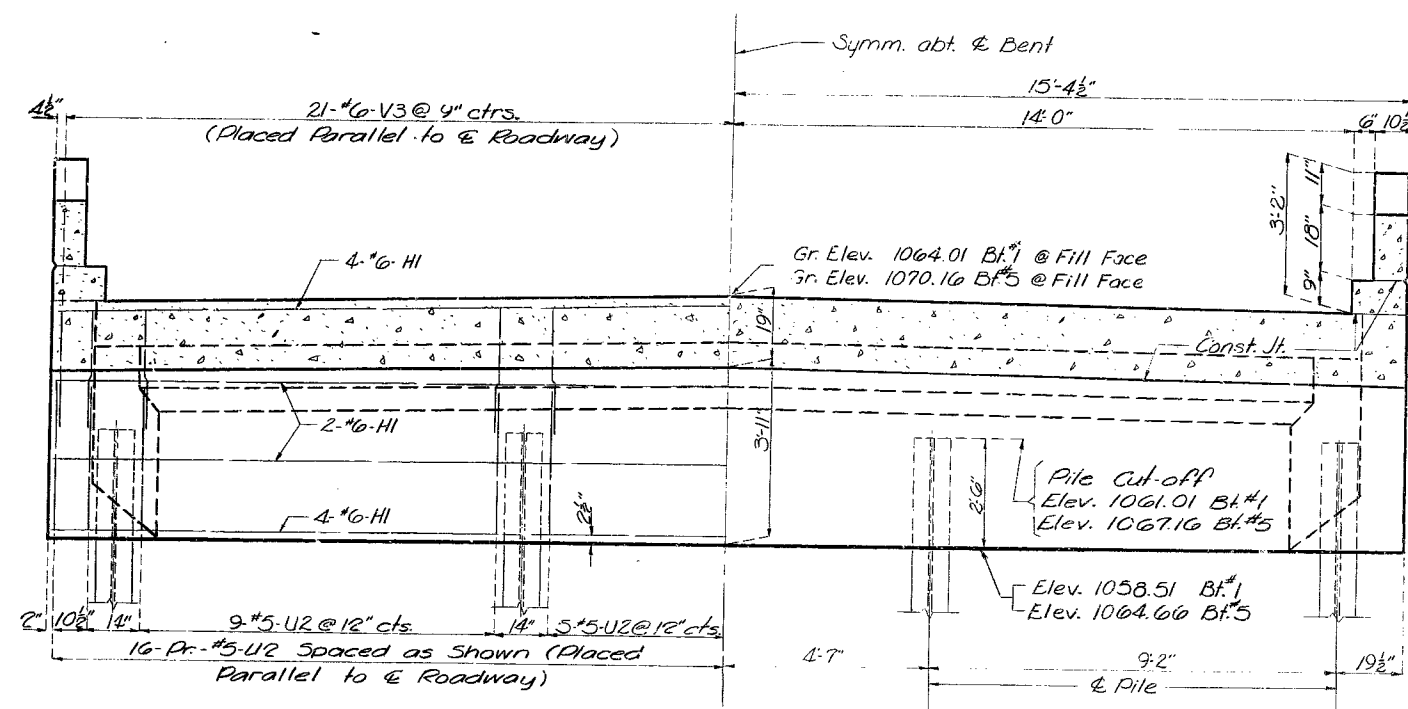 Symm. abt. ℄ Bent
15'-4½"
4½"
21-#6-V3 @ 9" ctrs.
14'-0"
6" 10½"
(Placed Parallel to ℄ Roadway)
3'-2"
11"
18"
9"
4-#6-H1
Gr. Elev. 1064.01 Bt.#1 @ Fill Face
Gr. Elev. 1070.16 Bt.#5 @ Fill Face
19"
Const. Jt.
2-#6-H1
3'-11"
Pile Cut-off
Elev. 1061.01 Bt.#1
Elev. 1067.16 Bt.#5
2'-6"
4-#6-H1
2½"
Elev. 1058.51 Bt.#1
Elev. 1064.66 Bt.#5
2" 10½" 14" 9-#5-U2 @ 12" cts. 14" 5-#5-U2 @ 12" cts.
16-Pr.-#5-U2 Spaced as Shown (Placed
Parallel to ℄ Roadway)
4'-7"
9'-2"
19½"
℄ Pile